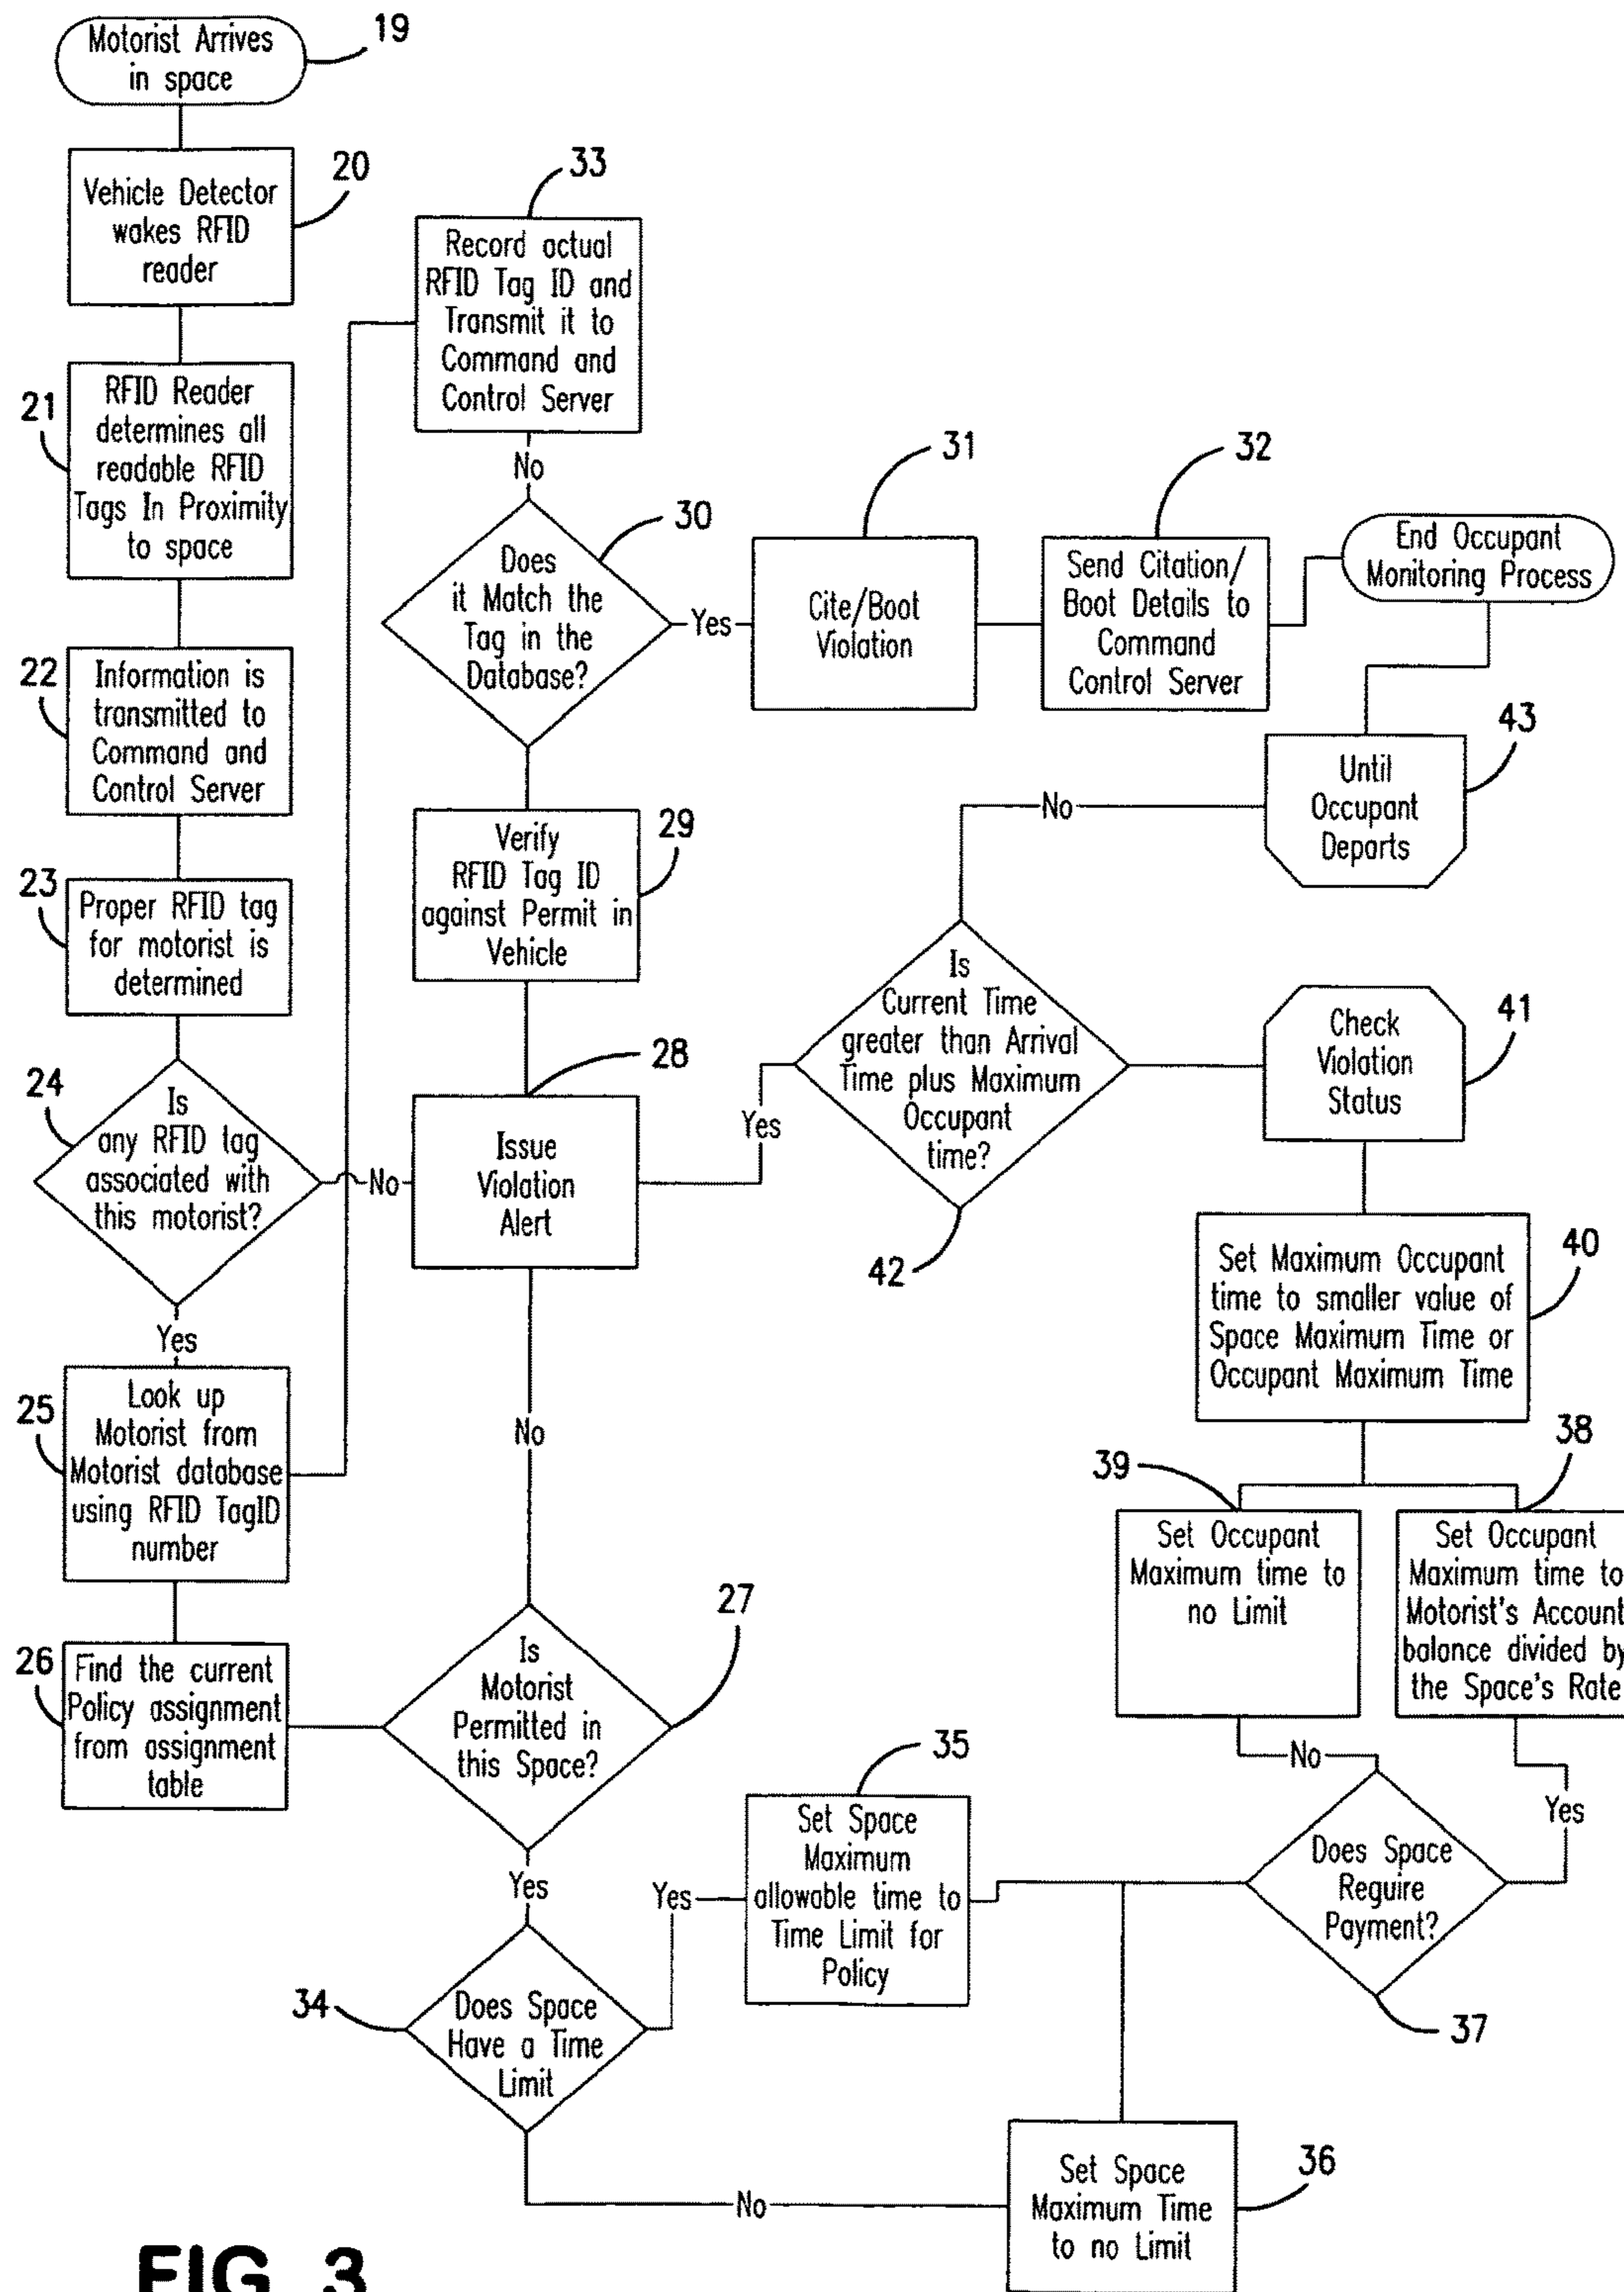 Motorist Arrives
in space
19
Vehicle Detector
wakes RFID
reader
20
RFID Reader
determines all
readable RFID
Tags In Proximity
to space
21
Information is
transmitted to
Command and
Control Server
22
Proper RFID tag
for motorist is
determined
23
Is
any RFID tag
associated with
this motorist?
24
No
Yes
Look up
Motorist from
Motorist database
using RFID TagID
number
25
Find the current
Policy assignment
from assignment
table
26
33
Record actual
RFID Tag ID and
Transmit it to
Command and
Control Server
No
30
Does
it Match the
Tag in the
Database?
Yes
31
Cite/Boot
Violation
32
Send Citation/
Boot Details to
Command
Control Server
End Occupant
Monitoring Process
Verify
RFID Tag ID
against Permit in
Vehicle
29
28
Issue
Violation
Alert
No
Is
Motorist
Permitted in
this Space?
27
Yes
Does Space
Have a Time
Limit
34
Yes
No
35
Set Space
Maximum
allowable time to
Time Limit for
Policy
Set Space
Maximum Time
to no Limit
36
Does Space
Reguire
Payment?
37
No
Yes
39
Set Occupant
Maximum time to
no Limit
38
Set Occupant
Maximum time to
Motorist's Account
balance divided by
the Space's Rate
Set Maximum Occupant
time to smaller value of
Space Maximum Time or
Occupant Maximum Time
40
Check
Violation
Status
41
Is
Current Time
greater than Arrival
Time plus Maximum
Occupant
time?
42
Yes
No
Until
Occupant
Departs
43
FIG. 3